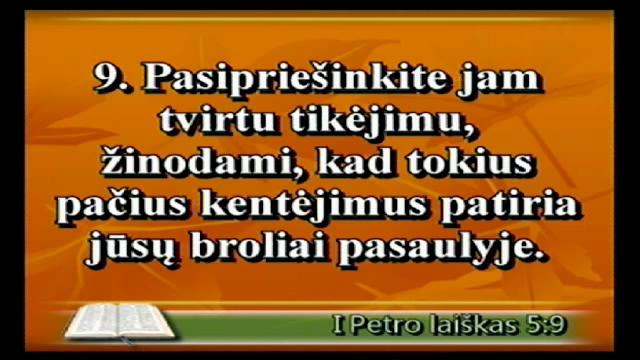 9. Pasipriešinkite jam
tvirtu tikėjimu,
žinodami, kad tokius
pačius kentėjimus patiria
jūsų broliai pasaulyje.
I Petro laiškas 5:9